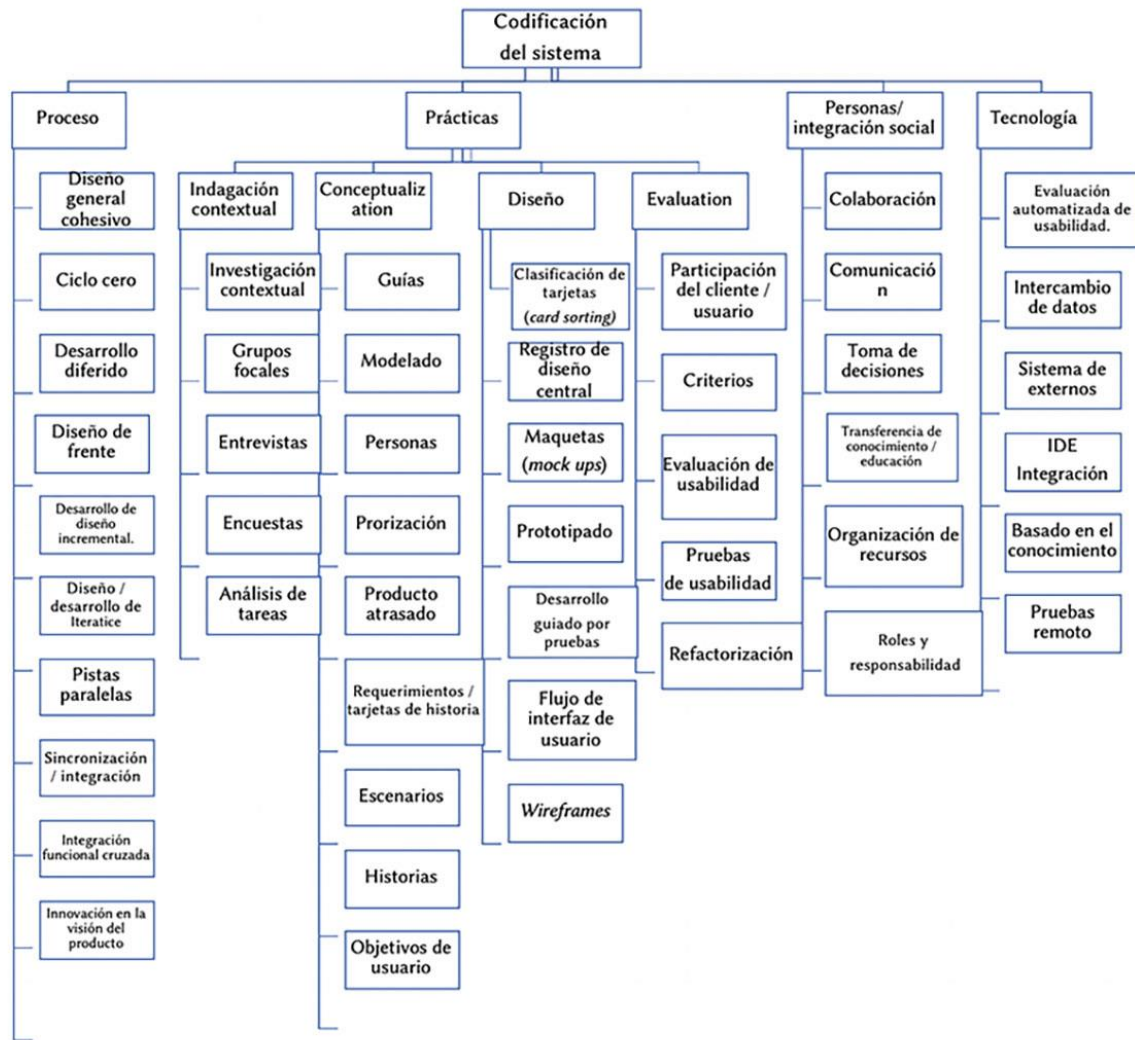 Codificación
del sistema
Proceso
Prácticas
Personas/
integración social
Tecnología
Diseño
general
cohesivo
Ciclo cero
Desarrollo
diferido
Diseño de
frente
Desarrollo de
diseño
incremental.
Diseño /
desarrollo de
Iteratice
Pistas
paralelas
Sincronización
/ integración
Integración
funcional cruzada
Innovación en la
visión del
producto
Indagación
contextual
Investigación
contextual
Grupos
focales
Entrevistas
Encuestas
Análisis de
tareas
Conceptualiz
ation
Guías
Modelado
Personas
Prorización
Producto
atrasado
Requerimientos /
tarjetas de historia
Escenarios
Historias
Objetivos de
usuario
Diseño
Clasificación de
tarjetas
(card sorting)
Registro de
diseño
central
Maquetas
(mock ups)
Prototipado
Desarrollo
guiado por
pruebas
Flujo de
interfaz de
usuario
Wireframes
Evaluation
Participación
del cliente /
usuario
Criterios
Evaluación de
usabilidad
Pruebas
de usabilidad
Refactorización
Colaboración
Comunicació
n
Toma de
decisiones
Transferencia de
conocimiento /
educación
Organización de
recursos
Roles y
responsabilidad
Evaluación
automatizada de
usabilidad.
Intercambio
de datos
Sistema de
externos
IDE
Integración
Basado en el
conocimiento
Pruebas
remoto